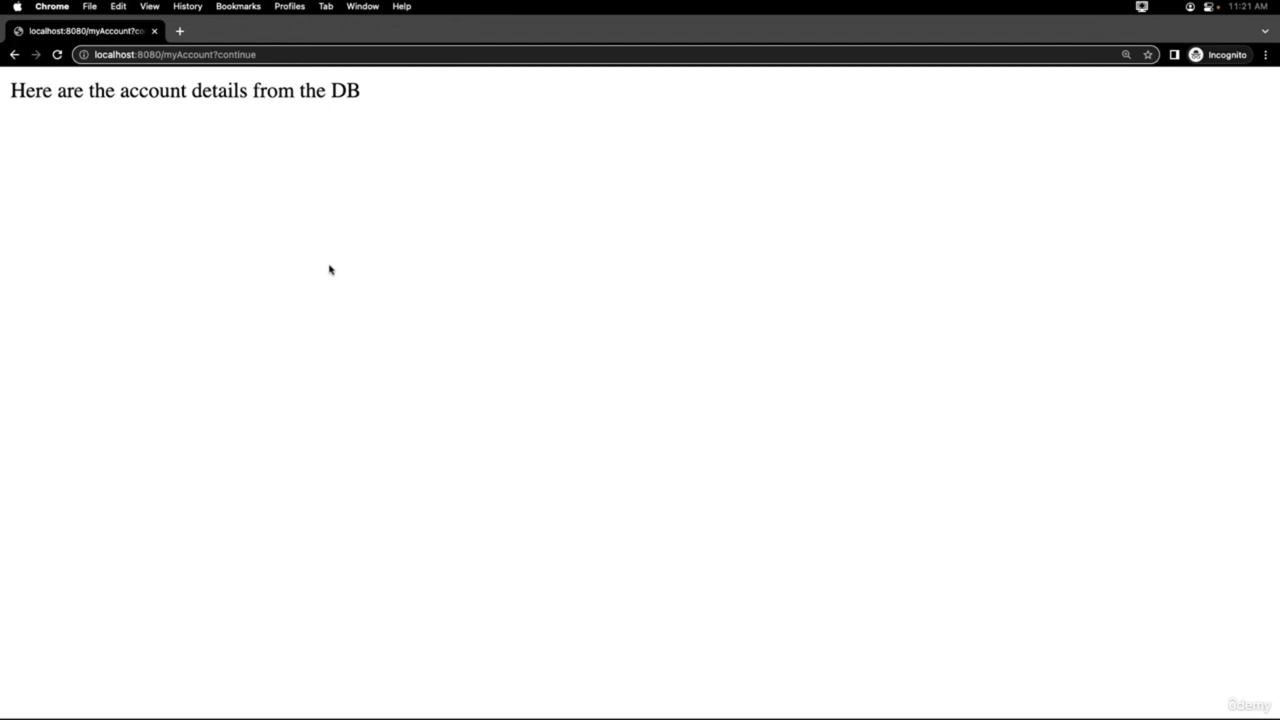 Chrome File Edit View History Bookmarks Profiles Tab Window Help 11:21 AM
localhost:8080/myAccount?co
localhost:8080/myAccount?continue Incognito
Here are the account details from the DB
ûdemy